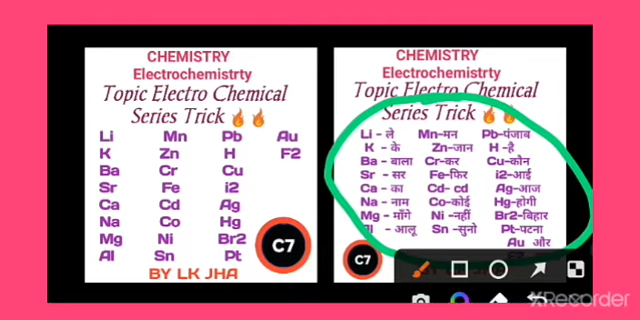 CHEMISTRY
Electrochemistrty
Topic Electro Chemical
Series Trick 🔥🔥
Li Mn Pb Au
K Zn H F2
Ba Cr Cu
Sr Fe i2
Ca Cd Ag
Na Co Hg
Mg Ni Br2
Al Sn Pt
BY LK JHA
C7
CHEMISTRY
Electrochemistrty
Topic Electro Chemical
Series Trick 🔥🔥
Li - ले Mn-मन Pb-पंजाब
K - के Zn-जान H -है
Ba - बाला Cr-कर Cu-कौन
Sr - सर Fe-फिर i2-आई
Ca - का Cd- cd Ag-आज
Na - नाम Co-कोई Hg-होगी
Mg - माँगे Ni -नहीं Br2-बिहार
Al - आलू Sn -सुनो Pt-पटना
Au और
C7
XRecorder